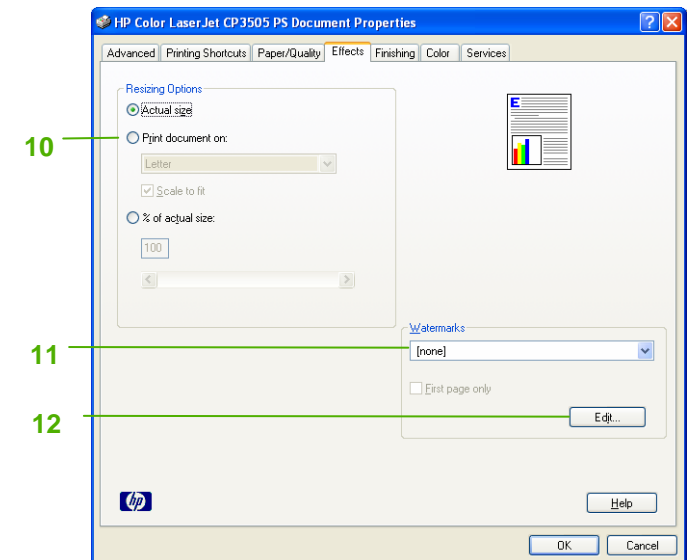 HP Color LaserJet CP3505 PS Document Properties
Advanced Printing Shortcuts Paper/Quality Effects Finishing Color Services
Resizing Options
Actual size
10 Print document on:
Letter
Scale to fit
% of actual size:
100
E
Watermarks
11 [none]
First page only
12 Edit...
hp Help
OK Cancel